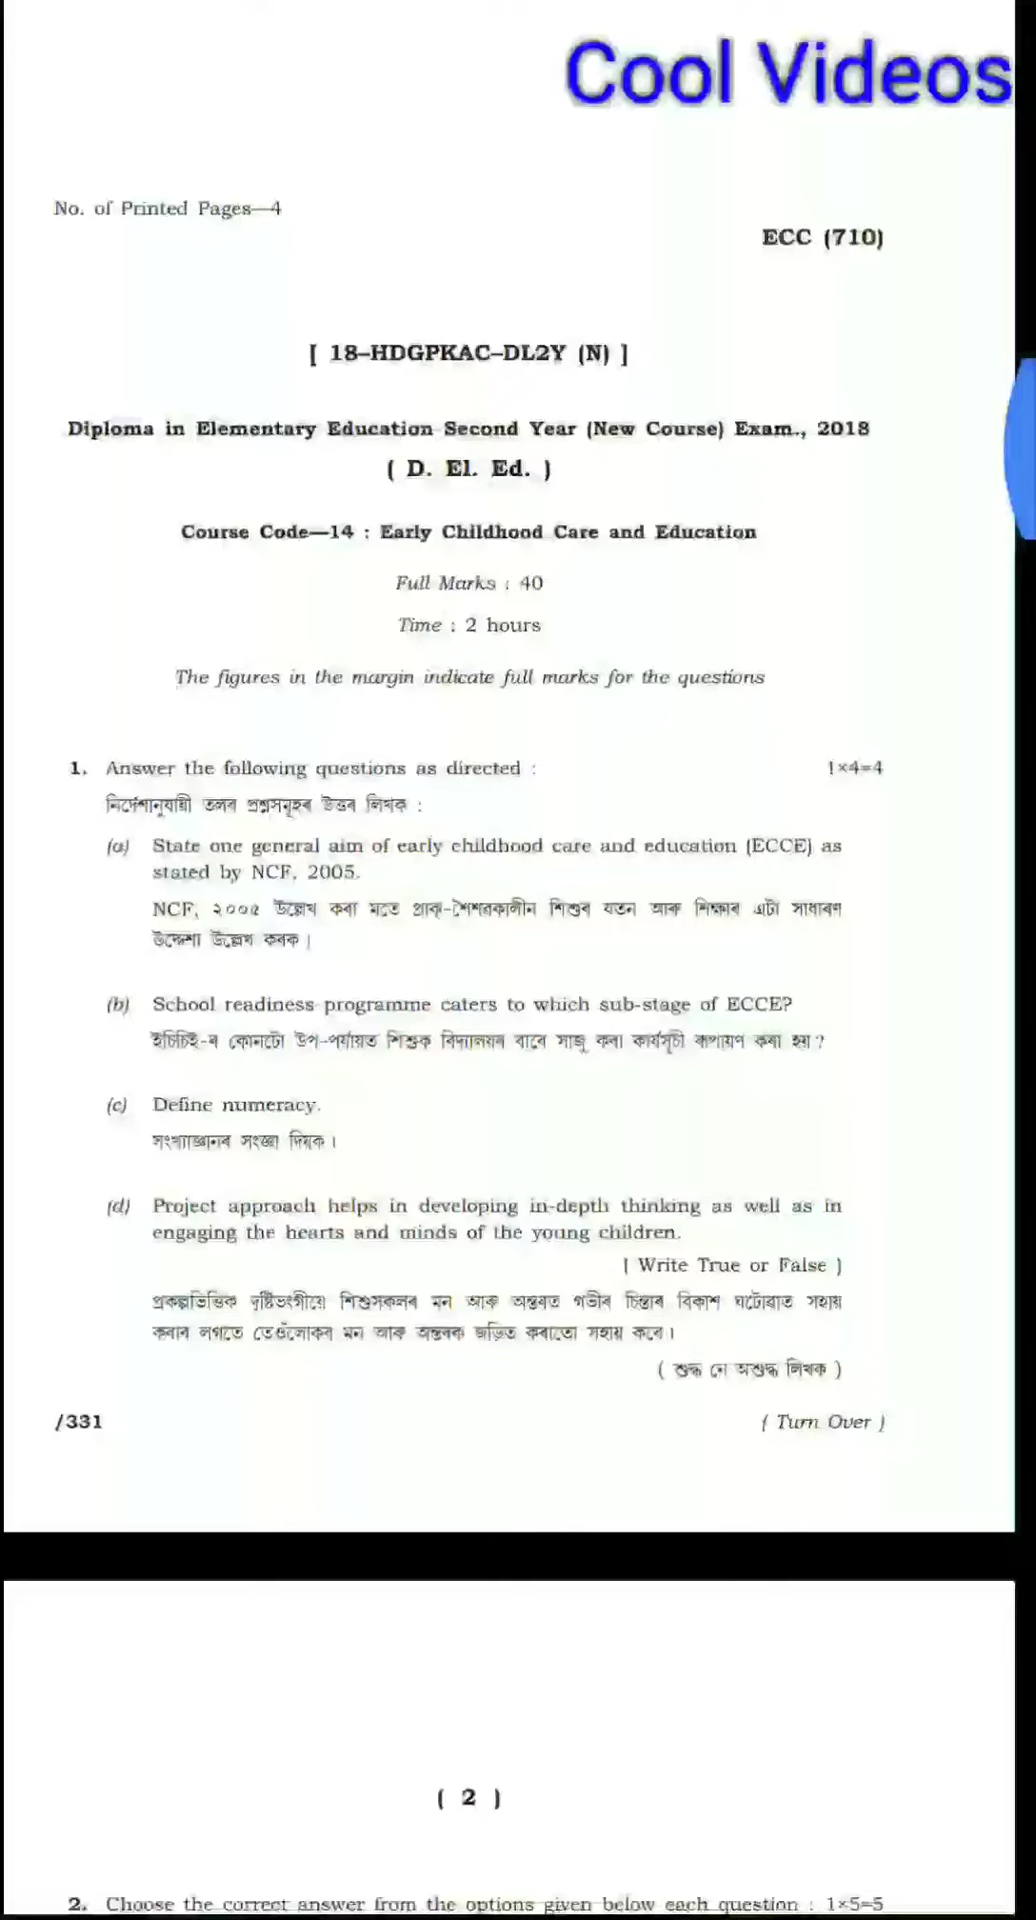 Cool Videos
No. of Printed Pages—4
ECC (710)
[ 18–HDGPKAC–DL2Y (N) ]
Diploma in Elementary Education Second Year (New Course) Exam., 2018
( D. El. Ed. )
Course Code—14 : Early Childhood Care and Education
Full Marks : 40
Time : 2 hours
The figures in the margin indicate full marks for the questions
1. Answer the following questions as directed : 1×4=4
নিৰ্দেশানুযায়ী তলৰ প্ৰশ্নসমূহৰ উত্তৰ লিখক :
(a) State one general aim of early childhood care and education (ECCE) as
stated by NCF, 2005.
NCF, ২০০৫ উল্লেখ কৰা মতে প্ৰাক্-শৈশৱকালীন শিশুৰ যতন আৰু শিক্ষাৰ এটা সাধাৰণ
উদ্দেশ্য উল্লেখ কৰক।
(b) School readiness programme caters to which sub-stage of ECCE?
ইচিচিই-ৰ কোনটো উপ-পৰ্যায়ত শিশুক বিদ্যালয়ৰ বাবে সাজু কৰা কাৰ্যসূচী ৰূপায়ণ কৰা হয়?
(c) Define numeracy.
সংখ্যাজ্ঞানৰ সংজ্ঞা দিয়ক।
(d) Project approach helps in developing in-depth thinking as well as in
engaging the hearts and minds of the young children.
[ Write True or False ]
প্ৰকল্পভিত্তিক দৃষ্টিভংগীয়ে শিশুসকলৰ মন আৰু অন্তৰত গভীৰ চিন্তাৰ বিকাশ ঘটোৱাত সহায়
কৰাৰ লগতে তেওঁলোকৰ মন আৰু অন্তৰক জড়িত কৰাতো সহায় কৰে।
( শুদ্ধ নে অশুদ্ধ লিখক )
/331 ( Turn Over )
( 2 )
2. Choose the correct answer from the options given below each question : 1×5=5